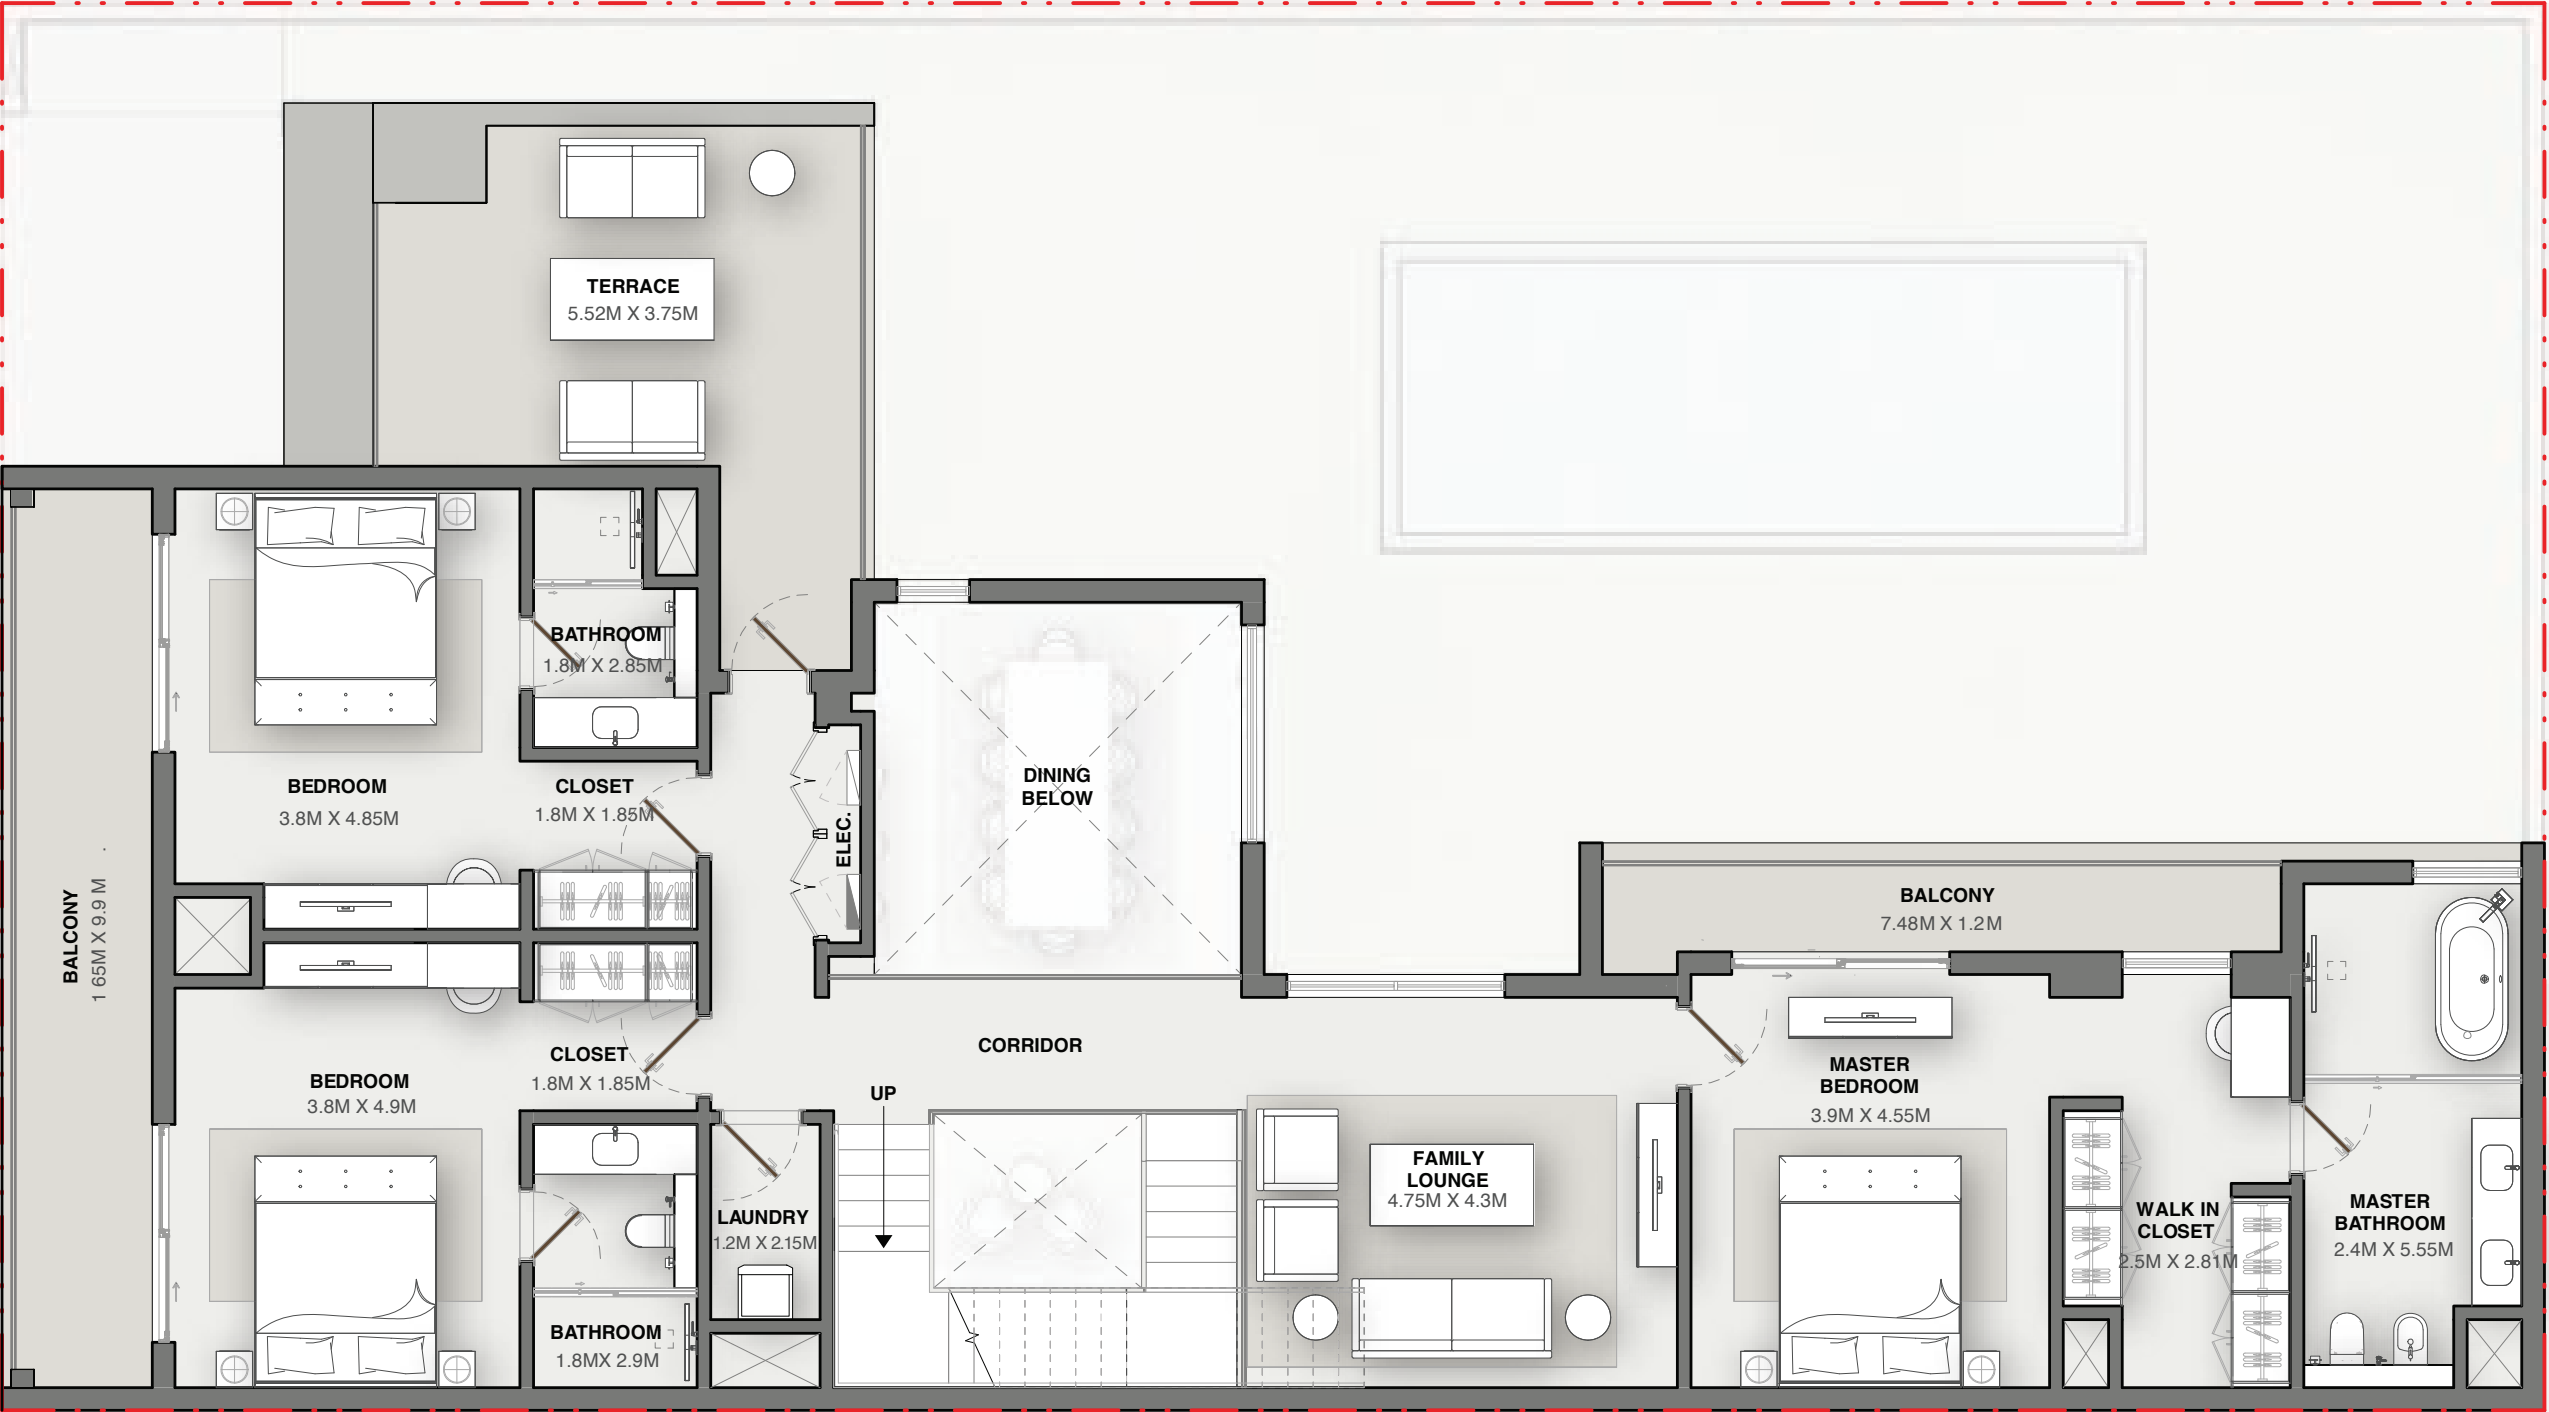 TERRACE
5.52M X 3.75M
BATHROOM
1.8M X 2.85M
BEDROOM
3.8M X 4.85M
CLOSET
1.8M X 1.85M
ELEC.
DINING
BELOW
BALCONY
1 65M X 9.9 M
BALCONY
7.48M X 1.2M
CORRIDOR
CLOSET
1.8M X 1.85M
BEDROOM
3.8M X 4.9M
UP
MASTER
BEDROOM
3.9M X 4.55M
FAMILY
LOUNGE
4.75M X 4.3M
LAUNDRY
1.2M X 2.15M
WALK IN
CLOSET
2.5M X 2.81M
MASTER
BATHROOM
2.4M X 5.55M
BATHROOM
1.8MX 2.9M